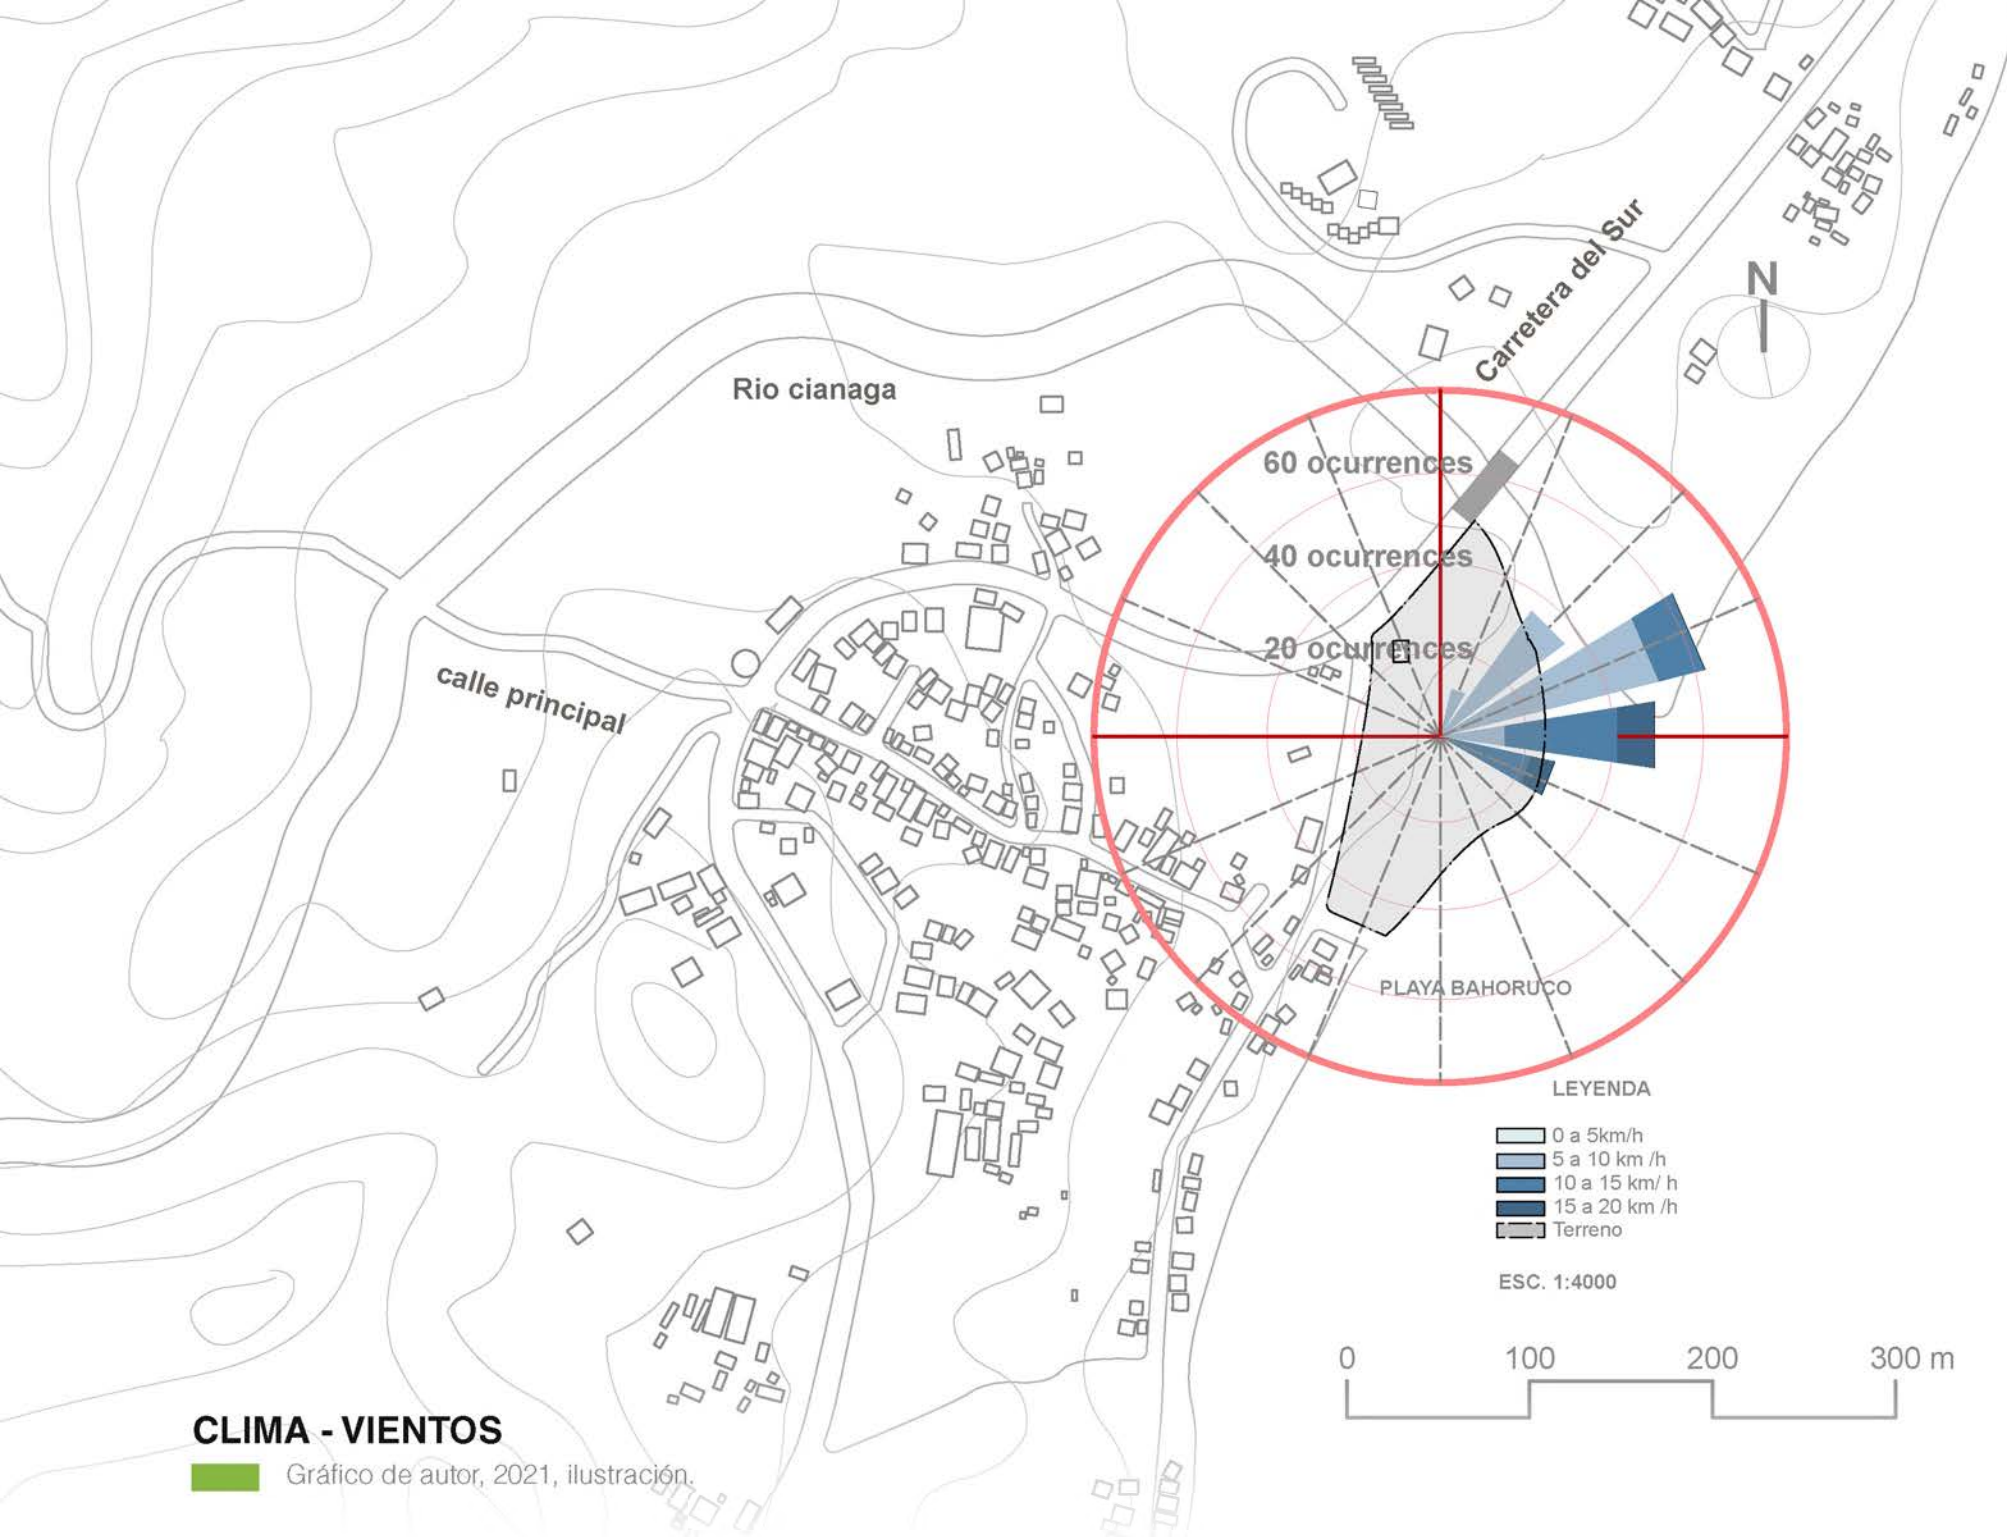 Carretera del Sur
N
Rio cianaga
60 ocurrences
40 ocurrences
20 ocurrences
calle principal
PLAYA BAHORUCO
LEYENDA
0 a 5km/h
5 a 10 km /h
10 a 15 km/ h
15 a 20 km /h
Terreno
ESC. 1:4000
0 100 200 300 m
CLIMA - VIENTOS
Gráfico de autor, 2021, ilustración.